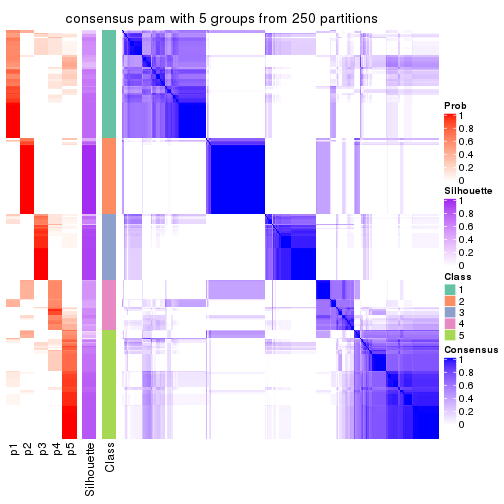 consensus pam with 5 groups from 250 partitions
Prob
1
0.8
0.6
0.4
0.2
0
Silhouette
1
0.8
0.6
0.4
0.2
0
Class
1
2
3
4
5
Consensus
1
0.8
0.6
0.4
0.2
0
p1
p2
p3
p4
p5
Silhouette
Class